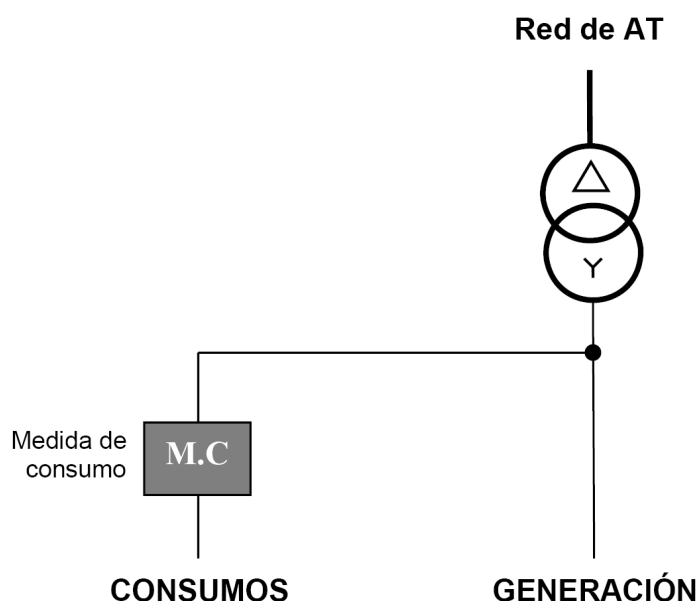 Red de AT
Medida de
consumo
M.C
CONSUMOS
GENERACIÓN